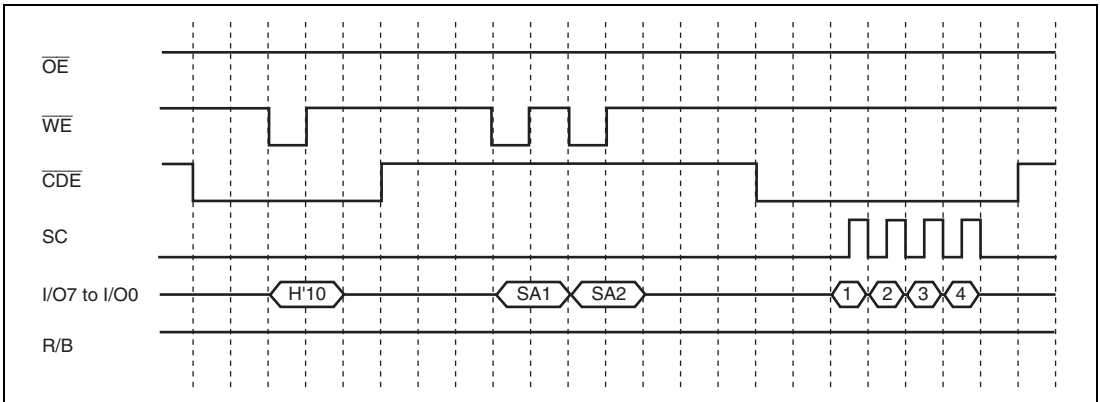 OE
WE
CDE
SC
I/O7 to I/O0 H'10 SA1 SA2 1 2 3 4
R/B